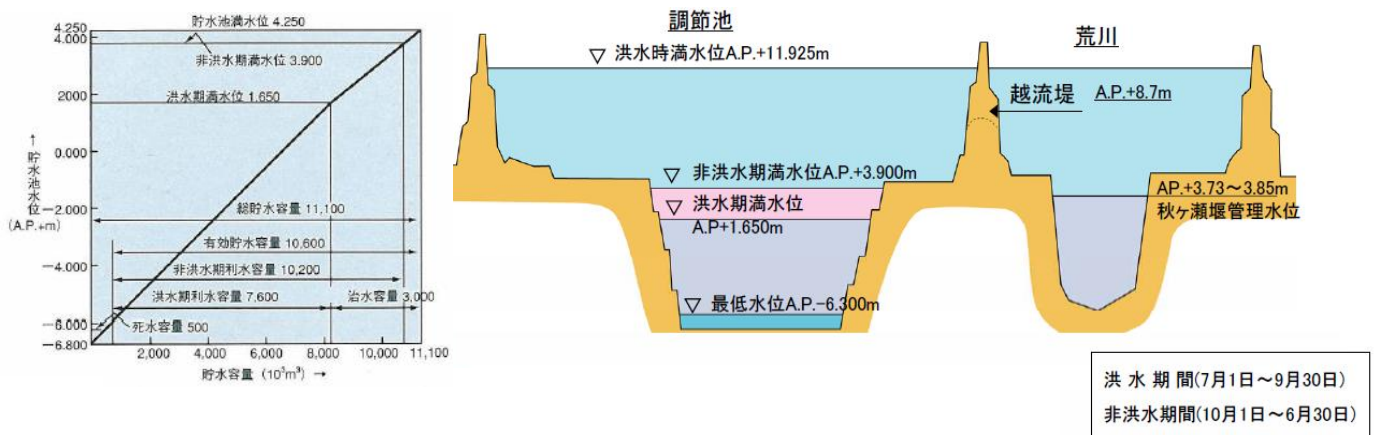 貯水池満水位 4.250
4.250
4.000
非洪水期満水位 3.900
2000
洪水期満水位 1.650
0.000
↑貯水池水位
(A.P.+m)
−2.000
総貯水容量 11,100
有効貯水容量 10,600
−4.000
非洪水期利水容量 10,200
洪水期利水容量 7,600
治水容量 3,000
−6.000
死水容量 500
−6.800
2,000
4,000
6,000
8,000
10,000
11,100
貯水容量 (10³m³) →
調節池
荒川
▽ 洪水時満水位A.P.+11.925m
越流堤
A.P.+8.7m
▽ 非洪水期満水位A.P.+3.900m
▽ 洪水期満水位
A.P+1.650m
AP.+3.73～3.85m
秋ヶ瀬堰管理水位
▽ 最低水位A.P.−6.300m
洪 水 期 間(7月1日～9月30日)
非洪水期間(10月1日～6月30日)